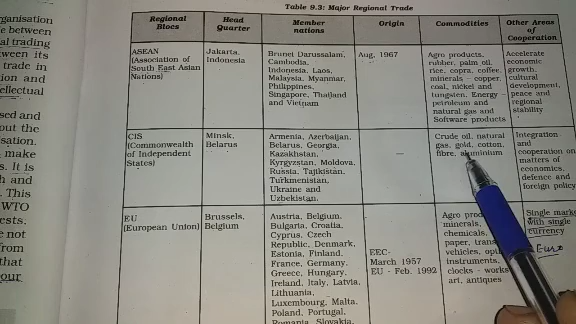 Table 9.3: Major Regional Trade
Regional Blocs
Head Quarter
Member nations
Origin
Commodities
Other Areas of Cooperation
ASEAN
(Association of
South East Asian
Nations)
Jakarta,
Indonesia
Brunei Darussalam,
Cambodia,
Indonesia, Laos,
Malaysia, Myanmar,
Philippines,
Singapore, Thailand
and Vietnam
Aug. 1967
Agro products,
rubber, palm oil,
rice, copra, coffee,
minerals – copper,
coal, nickel and
tungsten. Energy –
petroleum and
natural gas and
Software products
Accelerate
economic
growth,
cultural
development,
peace and
regional
stability
CIS
(Commonwealth
of Independent
States)
Minsk,
Belarus
Armenia, Azerbaijan,
Belarus, Georgia,
Kazakhstan,
Kyrgyzstan, Moldova,
Russia, Tajikistan,
Turkmenistan,
Ukraine and
Uzbekistan.
—
Crude oil, natural
gas, gold, cotton,
fibre, aluminium
Integration
and
cooperation on
matters of
economics,
defence and
foreign policy
EU
(European Union)
Brussels,
Belgium
Austria, Belgium,
Bulgaria, Croatia,
Cyprus, Czech
Republic, Denmark,
Estonia, Finland,
France, Germany,
Greece, Hungary,
Ireland, Italy, Latvia,
Lithuania,
Luxembourg, Malta,
Poland, Portugal,
Romania, Slovakia,
EEC-
March 1957
EU - Feb. 1992
Agro
minerals,
chemicals,
paper,
vehicles,
instruments,
clocks - works
art, antiques
Single
with single
currency
Euro
rganisation
between
al trading
tween its
trade in
ion and
ellectual
sed and
out the
sation.
make
s. It is
h and
This
WTO
ests.
e not
from
that
our